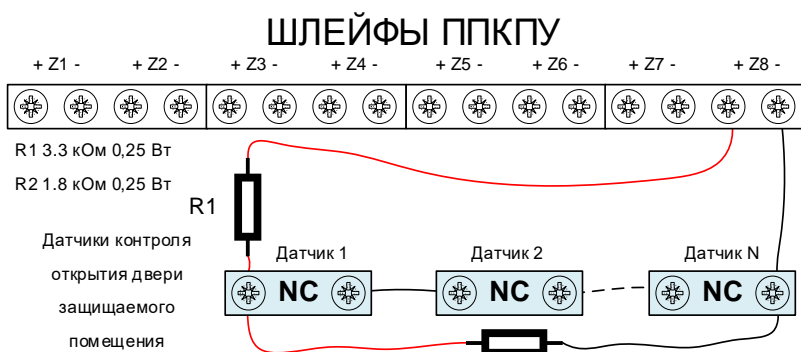 ШЛЕЙФЫ ППКПУ
+ Z1 - + Z2 - + Z3 - + Z4 - + Z5 - + Z6 - + Z7 - + Z8 -
R1 3.3 кОм 0,25 Вт
R2 1.8 кОм 0,25 Вт
R1
Датчики контроля
открытия двери
защищаемого
помещения
Датчик 1 Датчик 2 Датчик N
NC NC NC